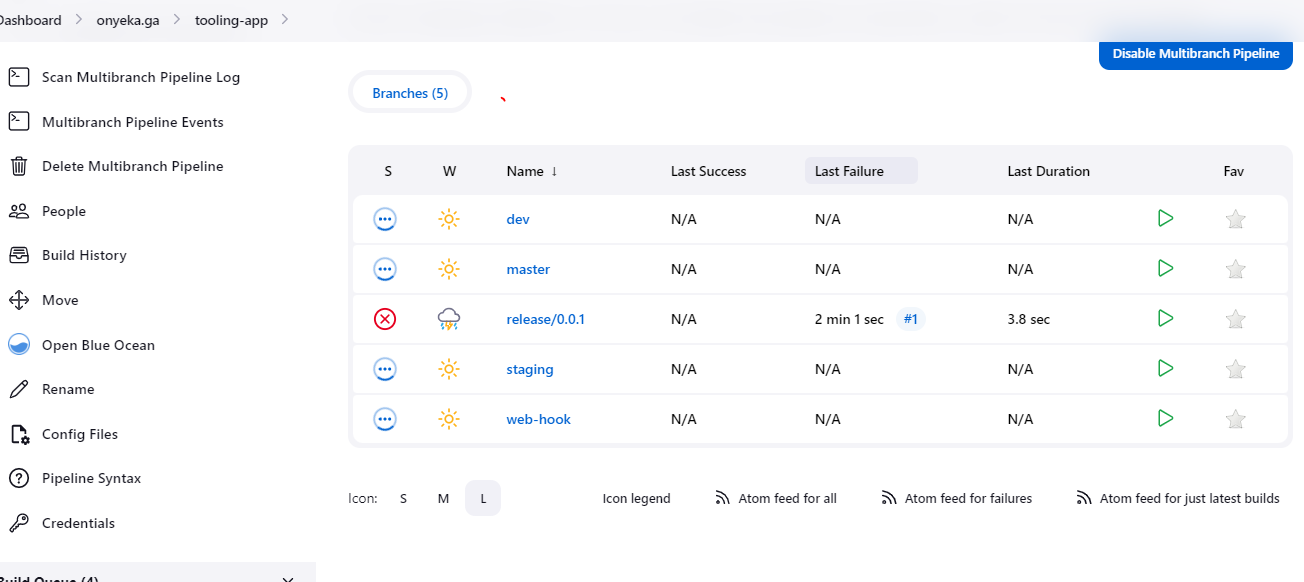 Dashboard > onyeka.ga > tooling-app >
Disable Multibranch Pipeline
Scan Multibranch Pipeline Log
Multibranch Pipeline Events
Delete Multibranch Pipeline
People
Build History
Move
Open Blue Ocean
Rename
Config Files
Pipeline Syntax
Credentials
Build Queue (4)
Branches (5)
S W Name ↓ Last Success Last Failure Last Duration Fav
dev N/A N/A N/A
master N/A N/A N/A
release/0.0.1 N/A 2 min 1 sec #1 3.8 sec
staging N/A N/A N/A
web-hook N/A N/A N/A
Icon: S M L Icon legend Atom feed for all Atom feed for failures Atom feed for just latest builds